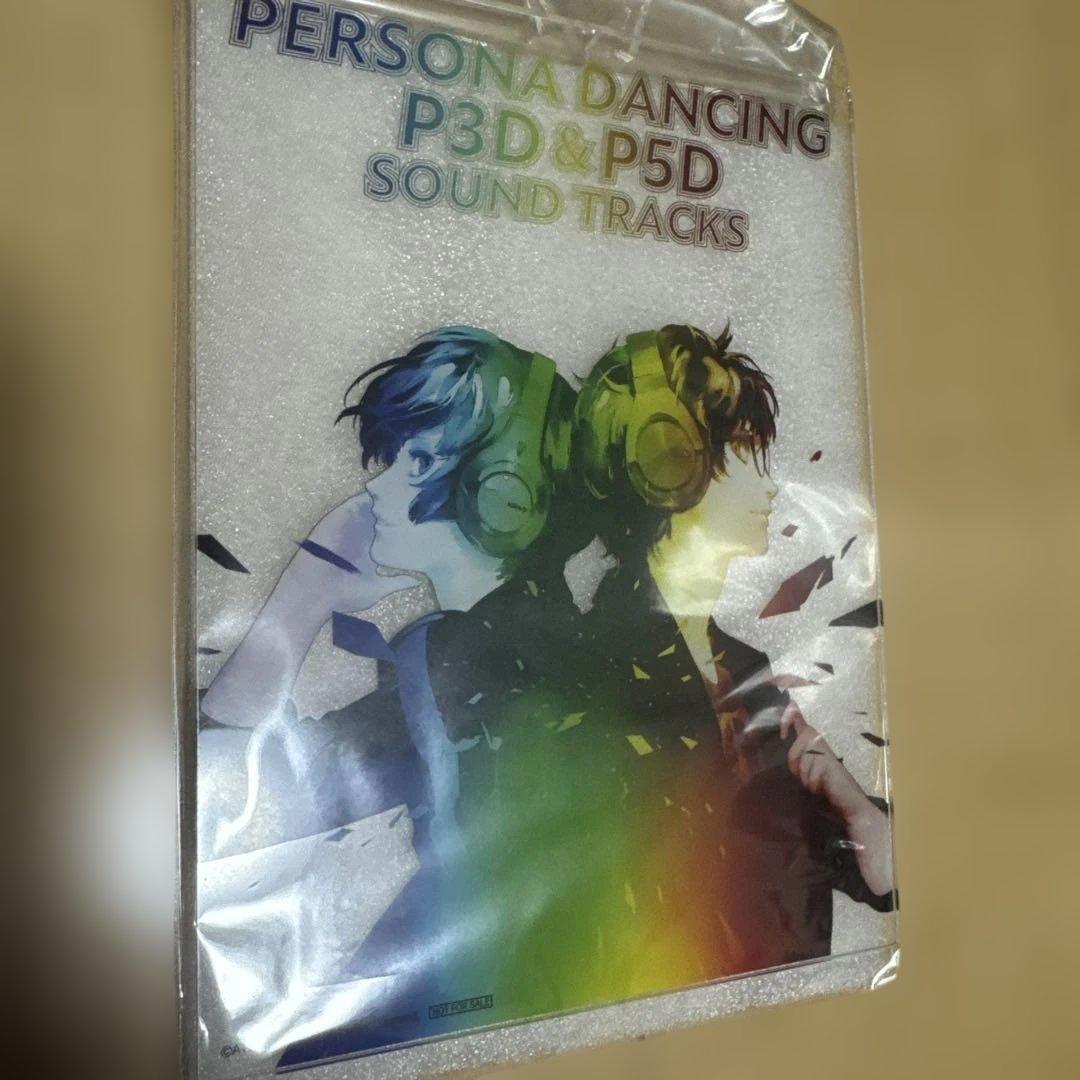 PERSONA DANCING
P3D & P5D
SOUND TRACKS
NOT FOR SALE